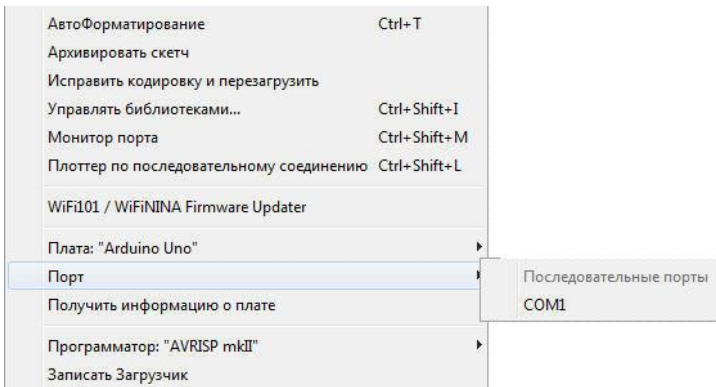 АвтоФорматирование Ctrl+T
Архивировать скетч
Исправить кодировку и перезагрузить
Управлять библиотеками... Ctrl+Shift+I
Монитор порта Ctrl+Shift+M
Плоттер по последовательному соединению Ctrl+Shift+L
WiFi101 / WiFiNINA Firmware Updater
Плата: "Arduino Uno"
Порт
Последовательные порты
COM1
Получить информацию о плате
Программатор: "AVRISP mkII"
Записать Загрузчик